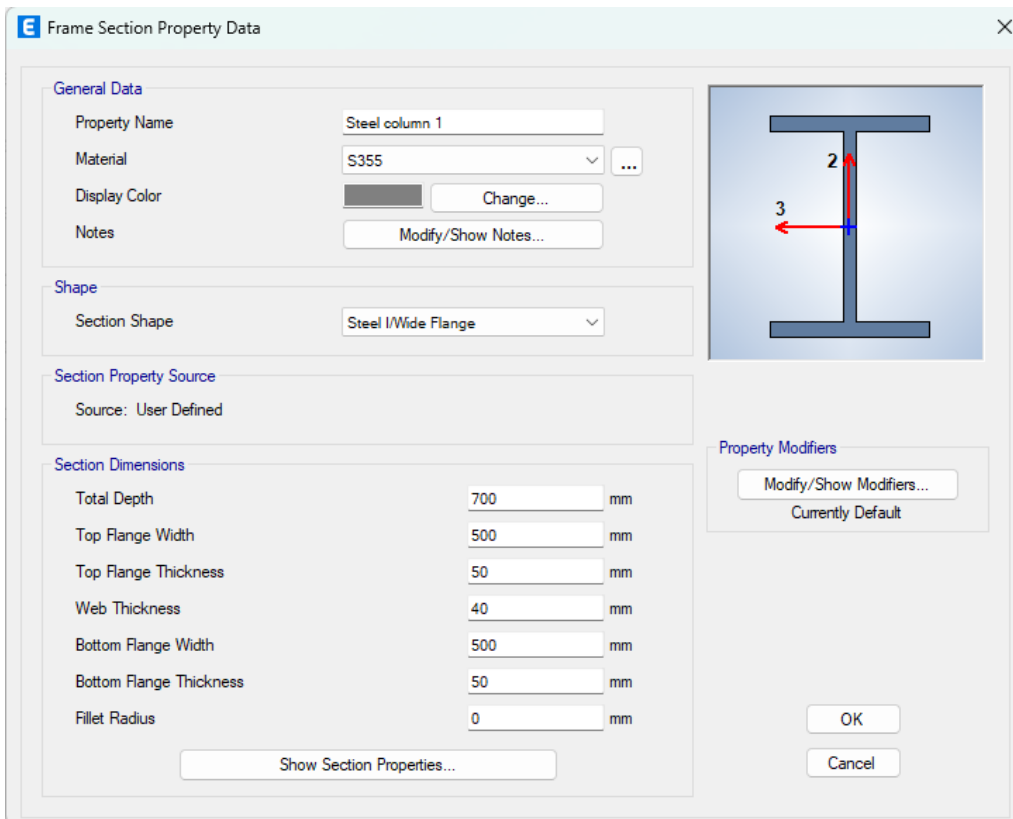 E Frame Section Property Data
General Data
Property Name Steel column 1
Material S355 ...
Display Color Change...
Notes Modify/Show Notes...
Shape
Section Shape Steel I/Wide Flange
Section Property Source
Source: User Defined
Section Dimensions
Total Depth 700 mm
Top Flange Width 500 mm
Top Flange Thickness 50 mm
Web Thickness 40 mm
Bottom Flange Width 500 mm
Bottom Flange Thickness 50 mm
Fillet Radius 0 mm
Show Section Properties...
2
3
Property Modifiers
Modify/Show Modifiers...
Currently Default
OK
Cancel